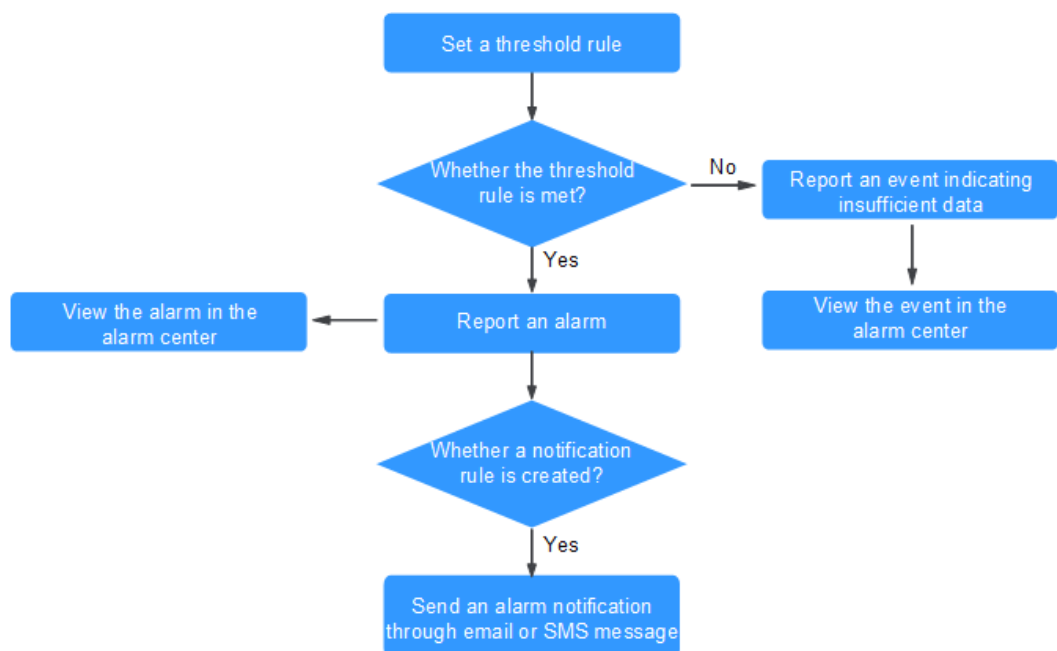 Set a threshold rule
Whether the threshold
rule is met?
No
Report an event indicating
insufficient data
Yes
View the event in the
alarm center
View the alarm in the
alarm center
Report an alarm
Whether a notification
rule is created?
Yes
Send an alarm notification
through email or SMS message